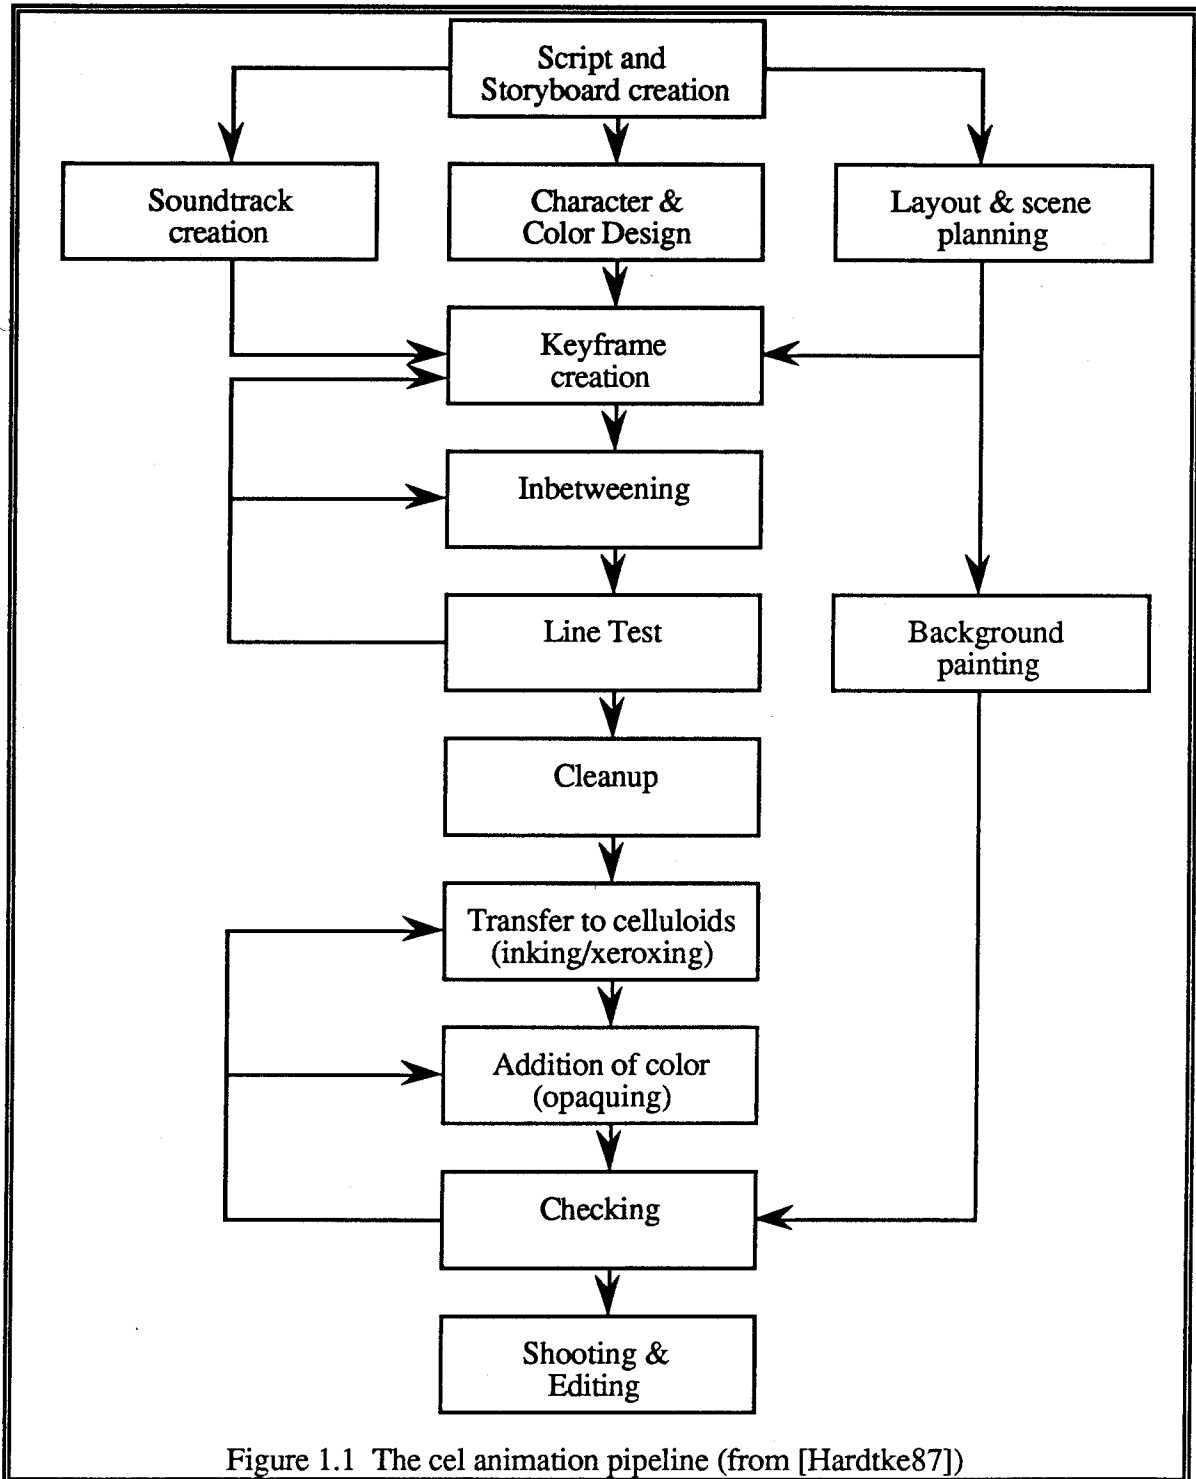 Script and
Storyboard creation
Soundtrack
creation
Character &
Color Design
Layout & scene
planning
Keyframe
creation
Inbetweening
Line Test
Background
painting
Cleanup
Transfer to celluloids
(inking/xeroxing)
Addition of color
(opaquing)
Checking
Shooting &
Editing
Figure 1.1 The cel animation pipeline (from [Hardtke87])